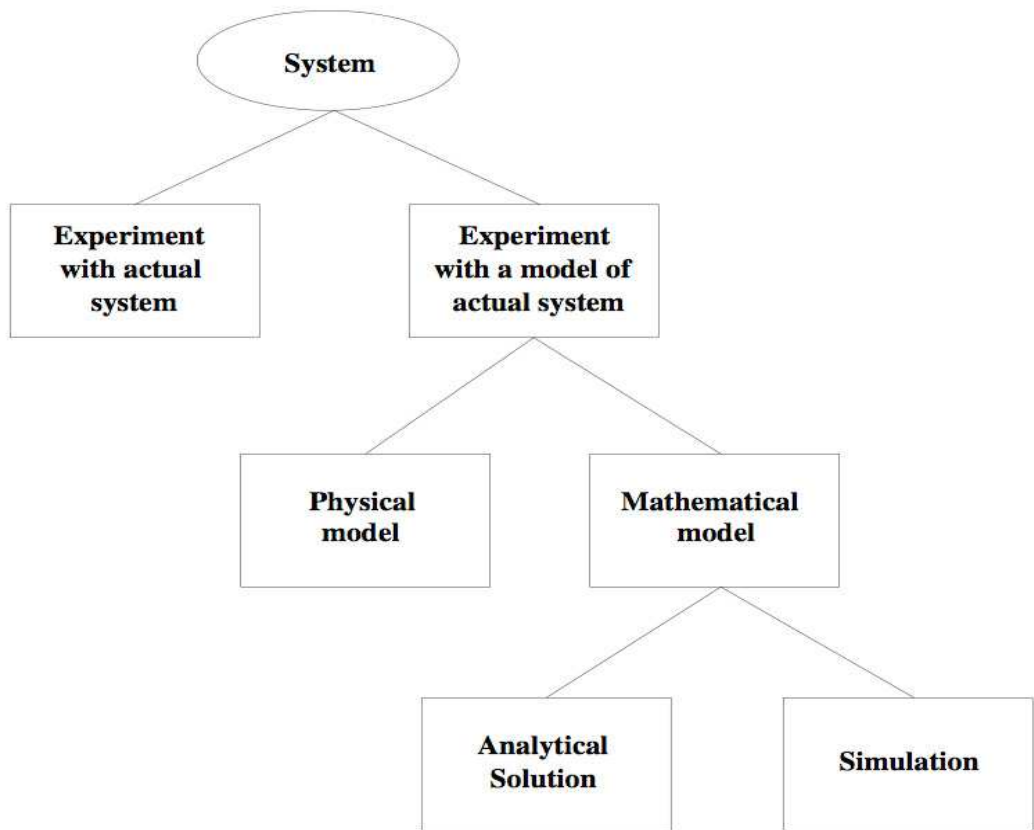 System
Experiment
with actual
system
Experiment
with a model of
actual system
Physical
model
Mathematical
model
Analytical
Solution
Simulation